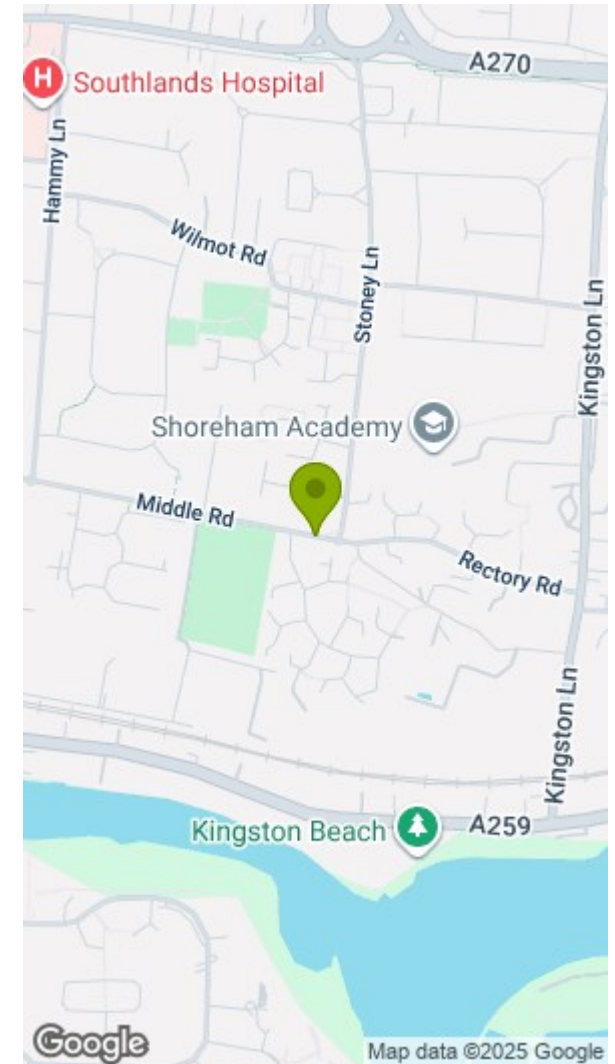 A270
H
Southlands Hospital
Hammy Ln
Wilmot Rd
Stoney Ln
Kingston Ln
Shoreham Academy
Middle Rd
Rectory Rd
Kingston Ln
Kingston Beach
A259
Google
Map data ©2025 Google